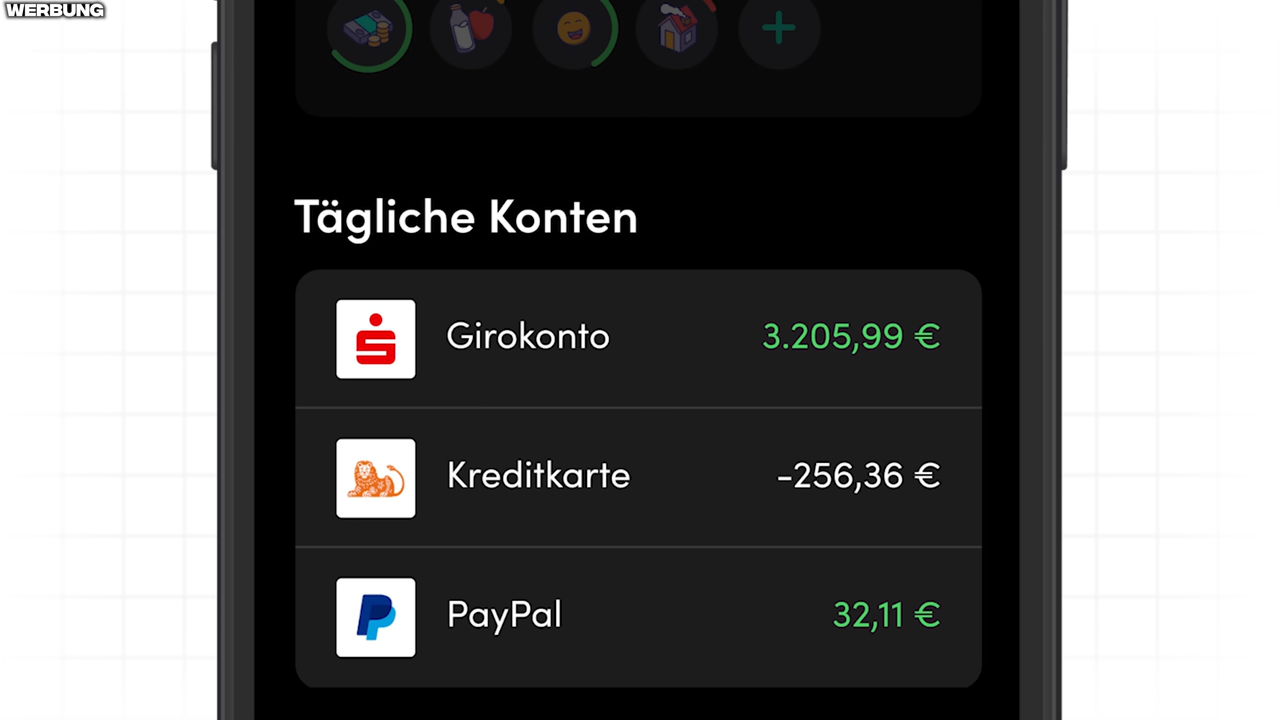 WERBUNG
Tägliche Konten
Girokonto 3.205,99 €
Kreditkarte -256,36 €
PayPal 32,11 €